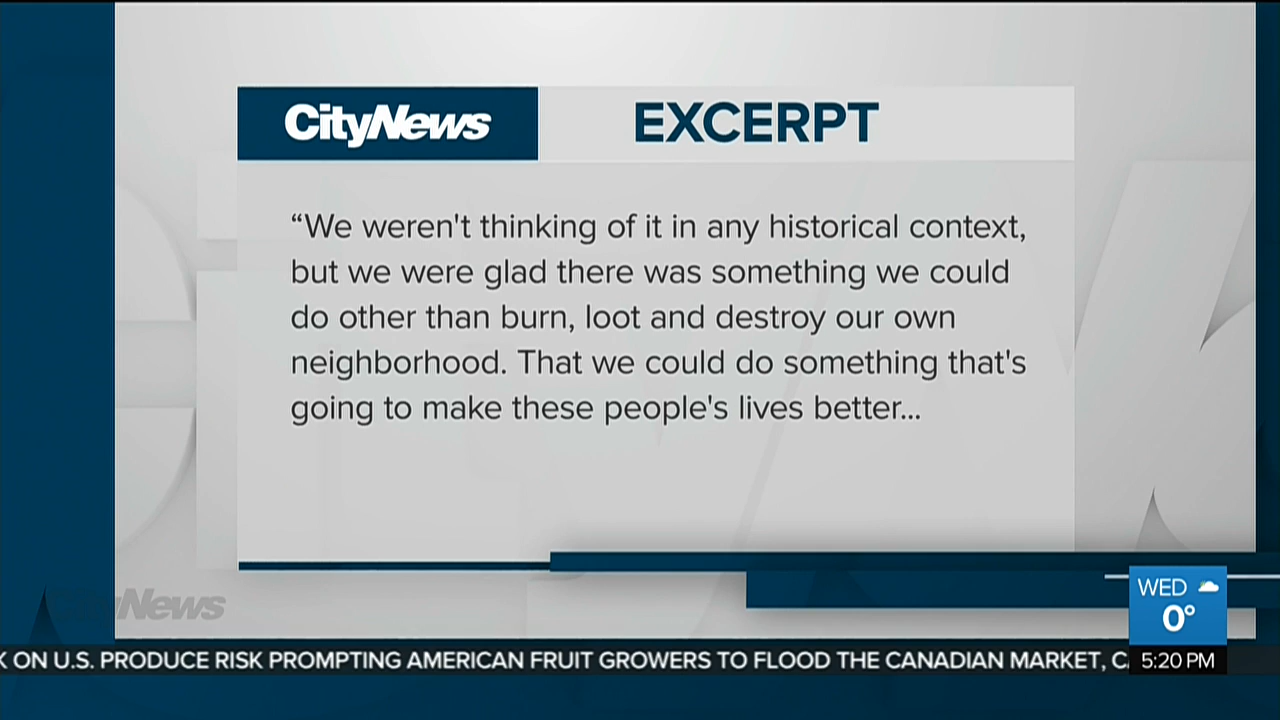 CityNews EXCERPT
“We weren't thinking of it in any historical context,
but we were glad there was something we could
do other than burn, loot and destroy our own
neighborhood. That we could do something that's
going to make these people's lives better...
CityNews
WED
0°
K ON U.S. PRODUCE RISK PROMPTING AMERICAN FRUIT GROWERS TO FLOOD THE CANADIAN MARKET, C
5:20 PM